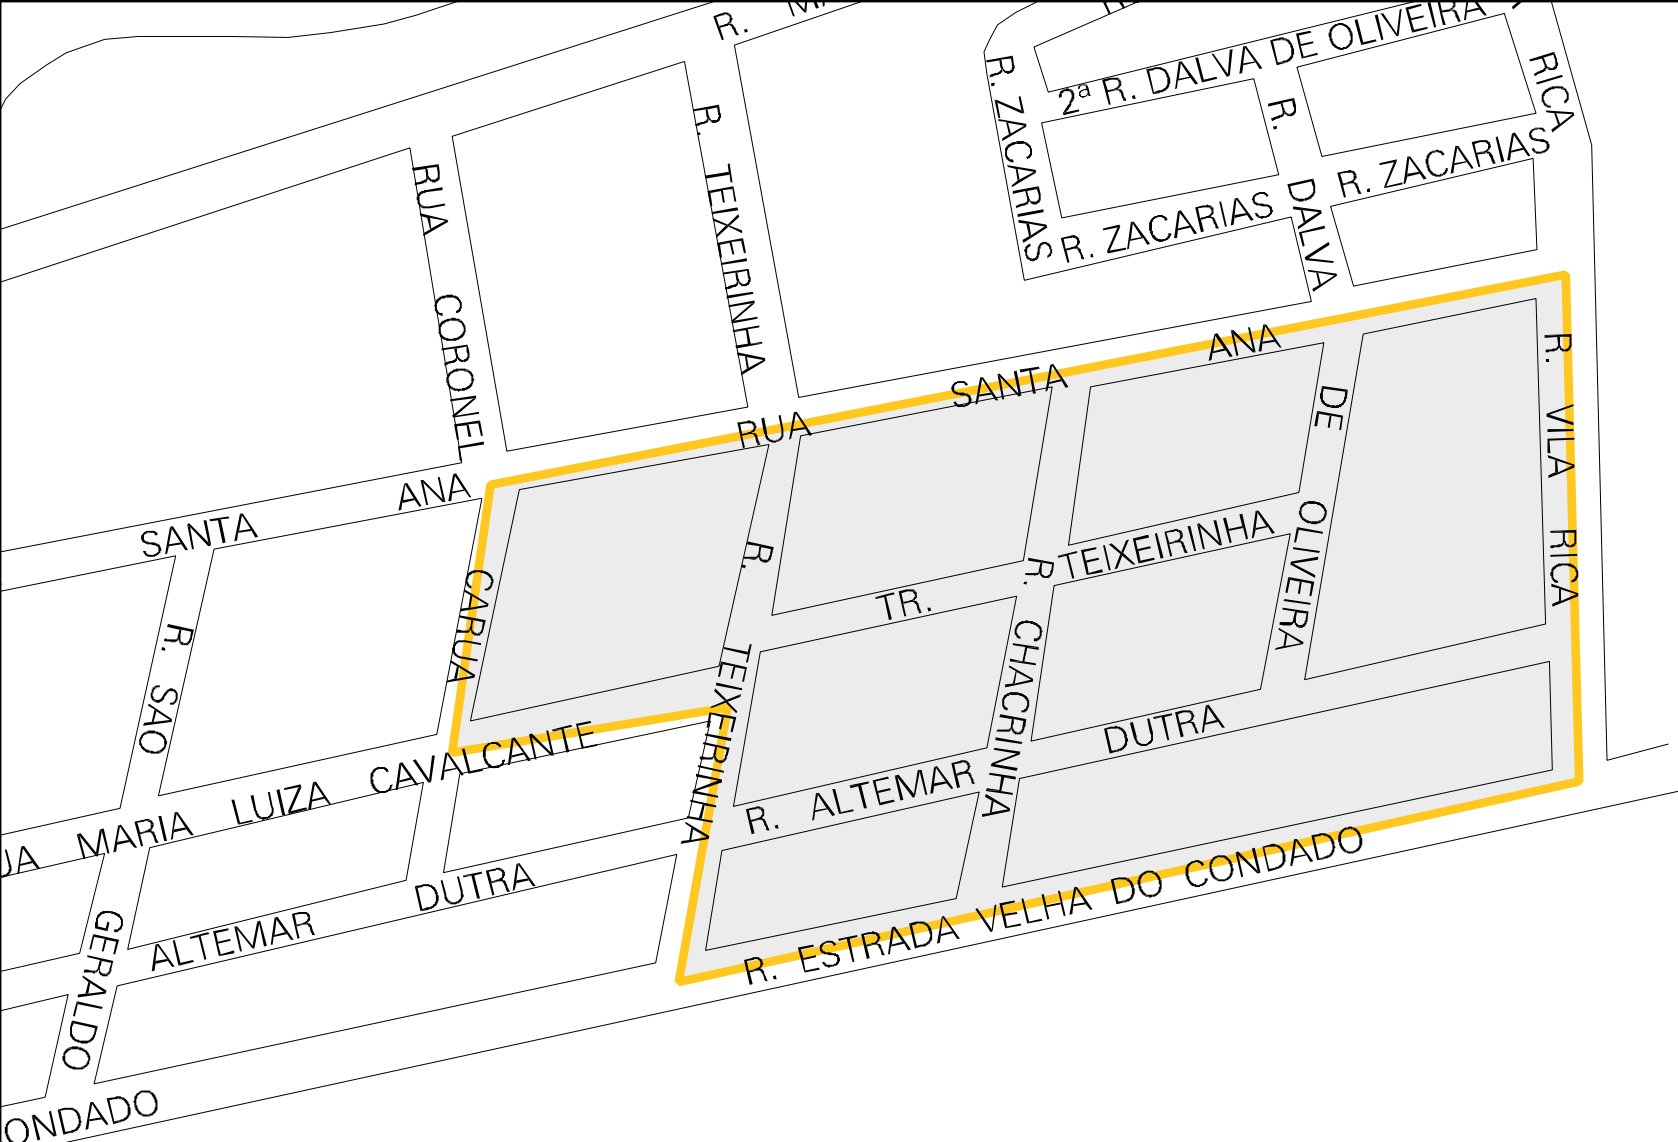 R.
2ª R. DALVA DE OLIVEIRA
R. ZACARIAS
R. ZACARIAS
R. ZACARIAS
R. DALVA DE OLIVEIRA
RICA
R. TEIXEIRINHA
RUA CORONEL CARUA
RUA SANTA ANA
SANTA ANA
R. VILA RICA
R. SAO GERALDO
R. TEIXEIRINHA
TR. TEIXEIRINHA
R. CHACRINHA
MARIA LUIZA CAVALCANTE
R. ALTEMAR DUTRA
ALTEMAR DUTRA
R. ESTRADA VELHA DO CONDADO
ONDADO